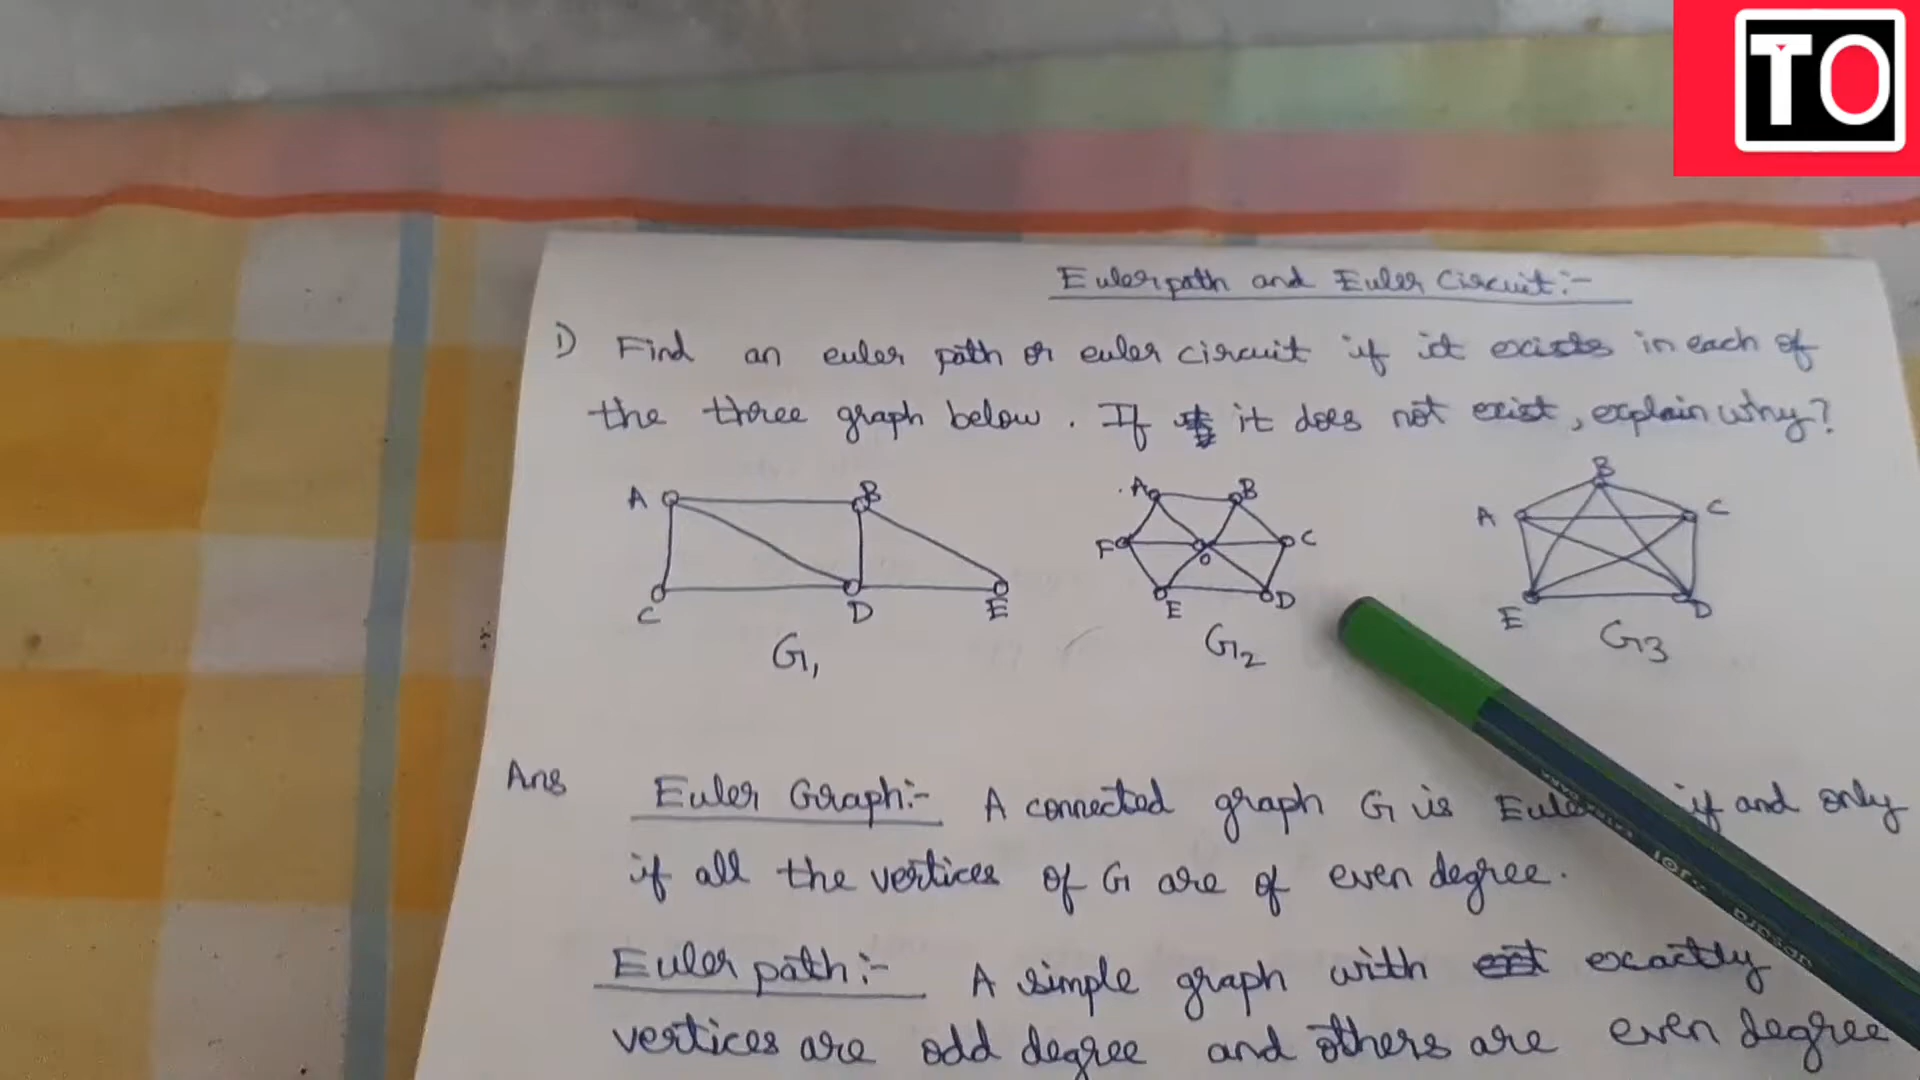 TO
Euler path and Euler Circuit:-
1) Find an euler path or euler circuit if it exists in each of
the three graph below. If it does not exist, explain why?
A B C D E
G1
A B C D E F O
G2
A B C D E
G3
Ans Euler Graph:- A connected graph G is if and only
if all the vertices of G are of even degree.
Euler path:- A simple graph with exactly
vertices are odd degree and others are even degree